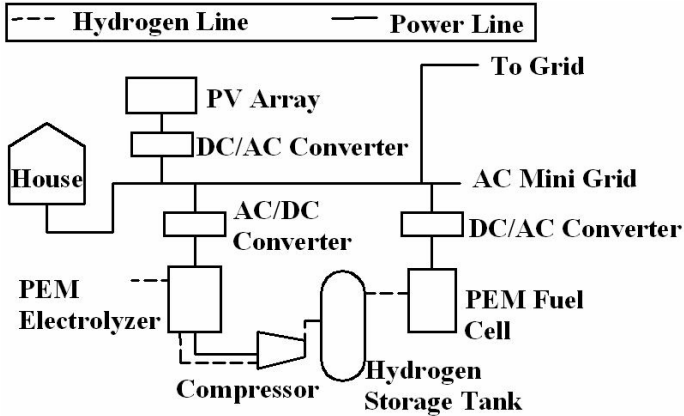 Hydrogen Line
Power Line
To Grid
PV Array
DC/AC Converter
House
AC Mini Grid
AC/DC
Converter
DC/AC Converter
PEM
Electrolyzer
PEM Fuel
Cell
Compressor
Hydrogen
Storage Tank